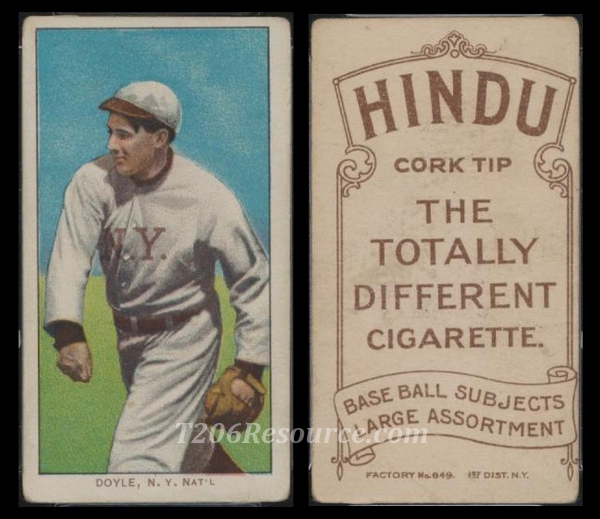 N.Y.
DOYLE, N. Y. NAT'L
HINDU
CORK TIP
THE
TOTALLY
DIFFERENT
CIGARETTE.
BASE BALL SUBJECTS
LARGE ASSORTMENT
FACTORY No. 649. 1ST DIST. N.Y.
T206Resource.com